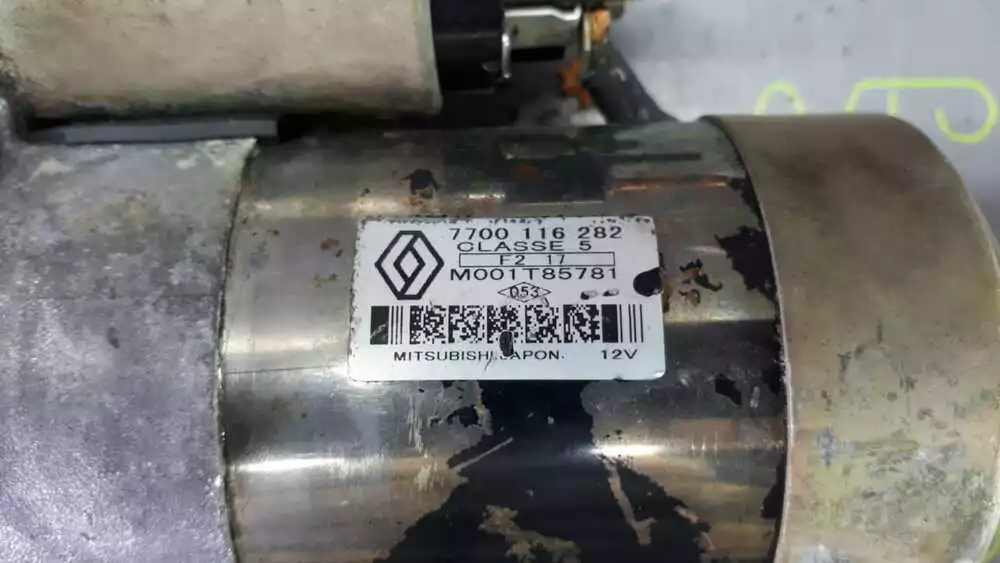 7700 116 282
CLASSE 5
F2 17
M001T85781
D53
MITSUBISHI JAPON. 12V